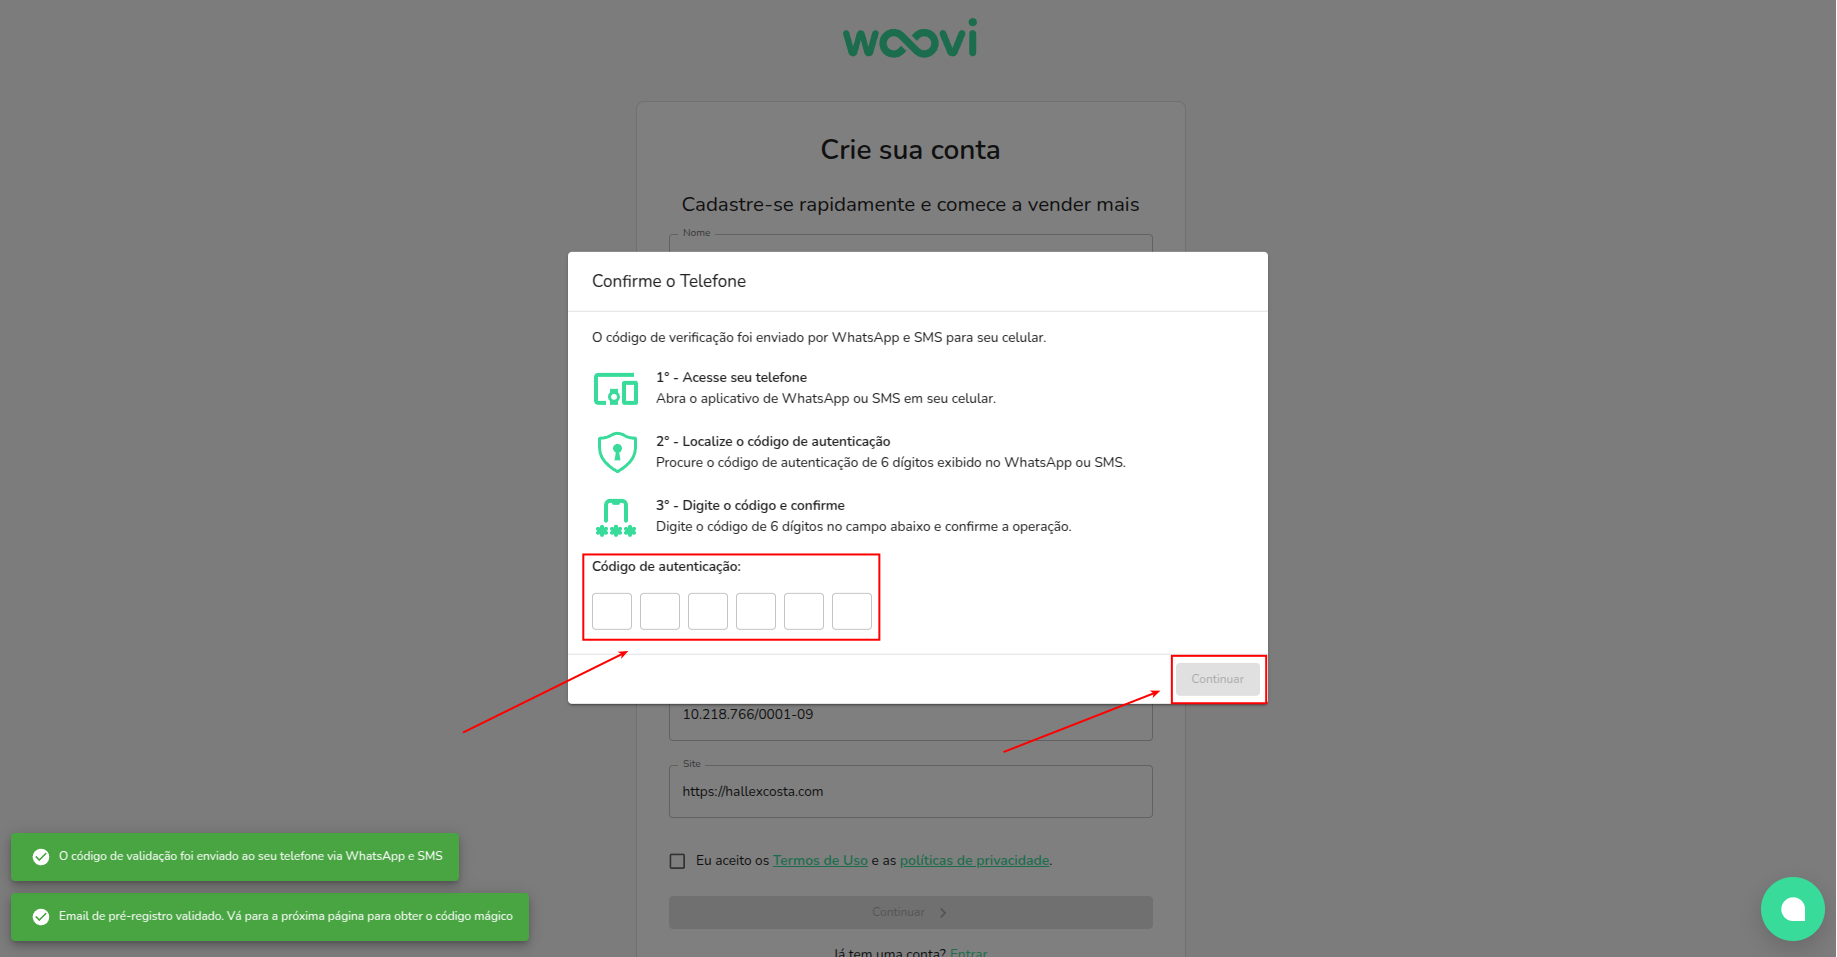 woovi
Crie sua conta
Cadastre-se rapidamente e comece a vender mais
Nome
Confirme o Telefone
O código de verificação foi enviado por WhatsApp e SMS para seu celular.
1° - Acesse seu telefone
Abra o aplicativo de WhatsApp ou SMS em seu celular.
2° - Localize o código de autenticação
Procure o código de autenticação de 6 dígitos exibido no WhatsApp ou SMS.
3° - Digite o código e confirme
Digite o código de 6 dígitos no campo abaixo e confirme a operação.
Código de autenticação:
Continuar
10.218.766/0001-09
Site
https://hallexcosta.com
Eu aceito os Termos de Uso e as políticas de privacidade.
Continuar
Já tem uma conta? Entrar
O código de validação foi enviado ao seu telefone via WhatsApp e SMS
Email de pré-registro validado. Vá para a próxima página para obter o código mágico